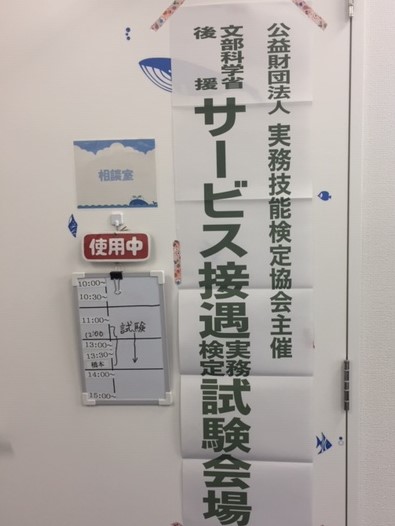 公益財団法人 実務技能検定協会主催
文部科学省
後援
サービス接遇実務検定試験会場
相談室
使用中
10:00〜
10:30〜
11:00〜
試験
13:00〜
13:30〜
橋本
14:00〜
15:00〜